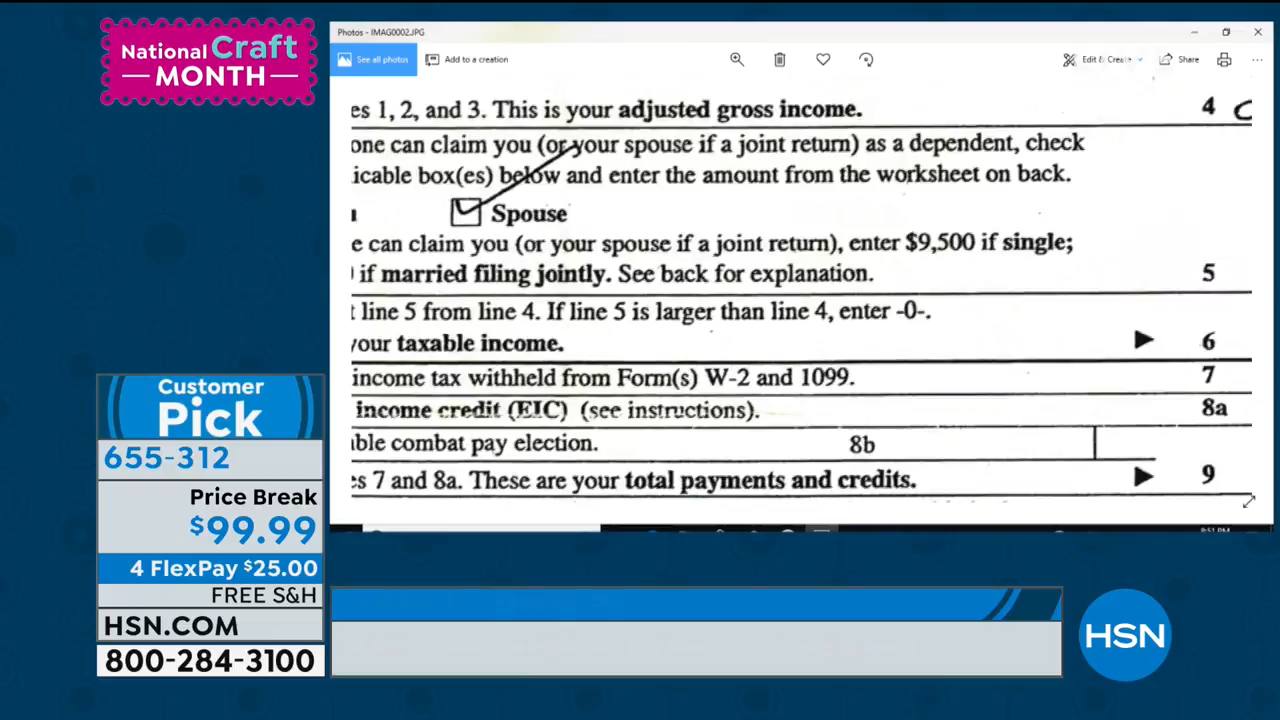 National Craft
MONTH
Customer
Pick
655-312
Price Break
$99.99
4 FlexPay $25.00
FREE S&H
HSN.COM
800-284-3100
Photos - IMAG0002.JPG
See all photos
Add to a creation
Edit & Create
Share
es 1, 2, and 3. This is your adjusted gross income. 4
one can claim you (or your spouse if a joint return) as a dependent, check
icable box(es) below and enter the amount from the worksheet on back.
Spouse
e can claim you (or your spouse if a joint return), enter $9,500 if single;
if married filing jointly. See back for explanation. 5
t line 5 from line 4. If line 5 is larger than line 4, enter -0-.
your taxable income. 6
income tax withheld from Form(s) W-2 and 1099. 7
income credit (EIC) (see instructions). 8a
ble combat pay election. 8b
es 7 and 8a. These are your total payments and credits. 9
HSN